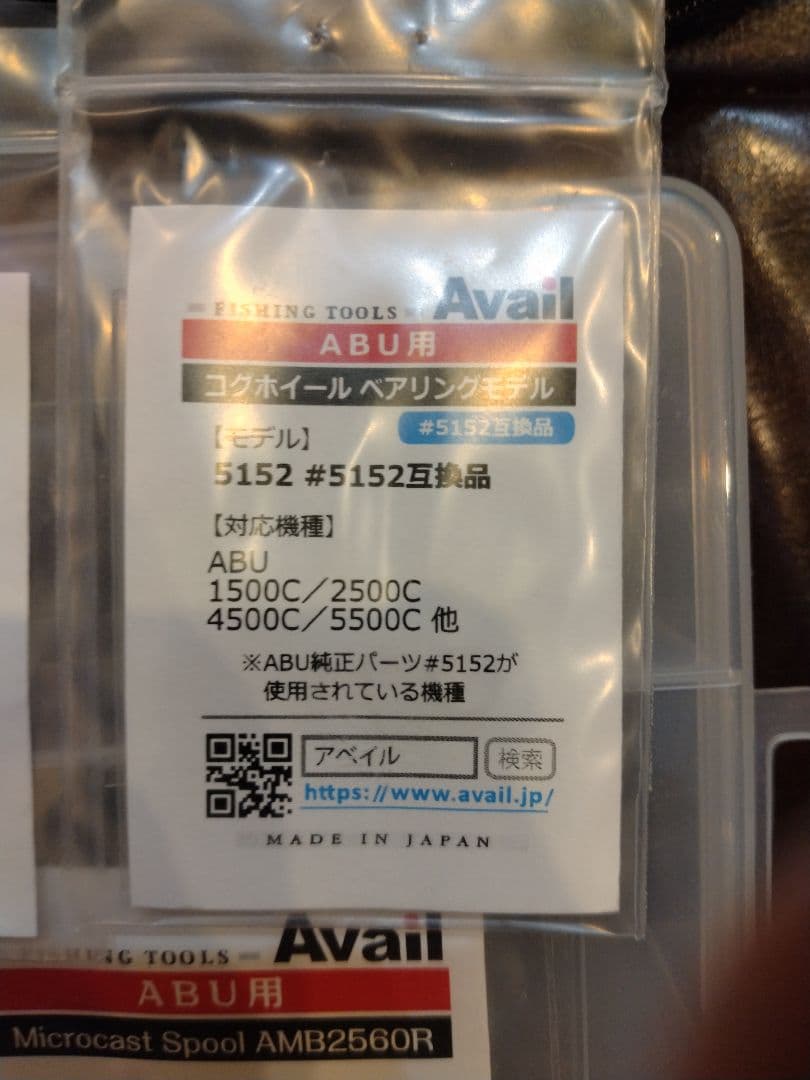 FISHING TOOLS Avail
ABU用
コグホイール ベアリングモデル
#5152互換品
【モデル】
5152 #5152互換品
【対応機種】
ABU
1500C／2500C
4500C／5500C 他
※ABU純正パーツ#5152が
使用されている機種
アベイル 検索
https://www.avail.jp/
MADE IN JAPAN
FISHING TOOLS Avail
ABU用
Microcast Spool AMB2560R